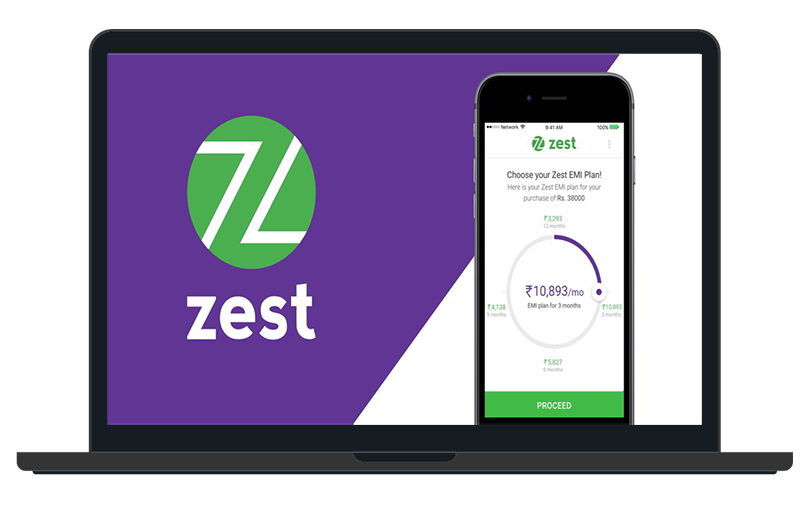 zest
Network
9:41 AM
100%
zest
Choose your Zest EMI Plan!
Here is your Zest EMI plan for your
purchase of Rs. 38000
₹3,293
12 months
₹10,893/mo
EMI plan for 3 months
₹4,138
9 months
₹10,893
3 months
₹5,827
6 months
PROCEED